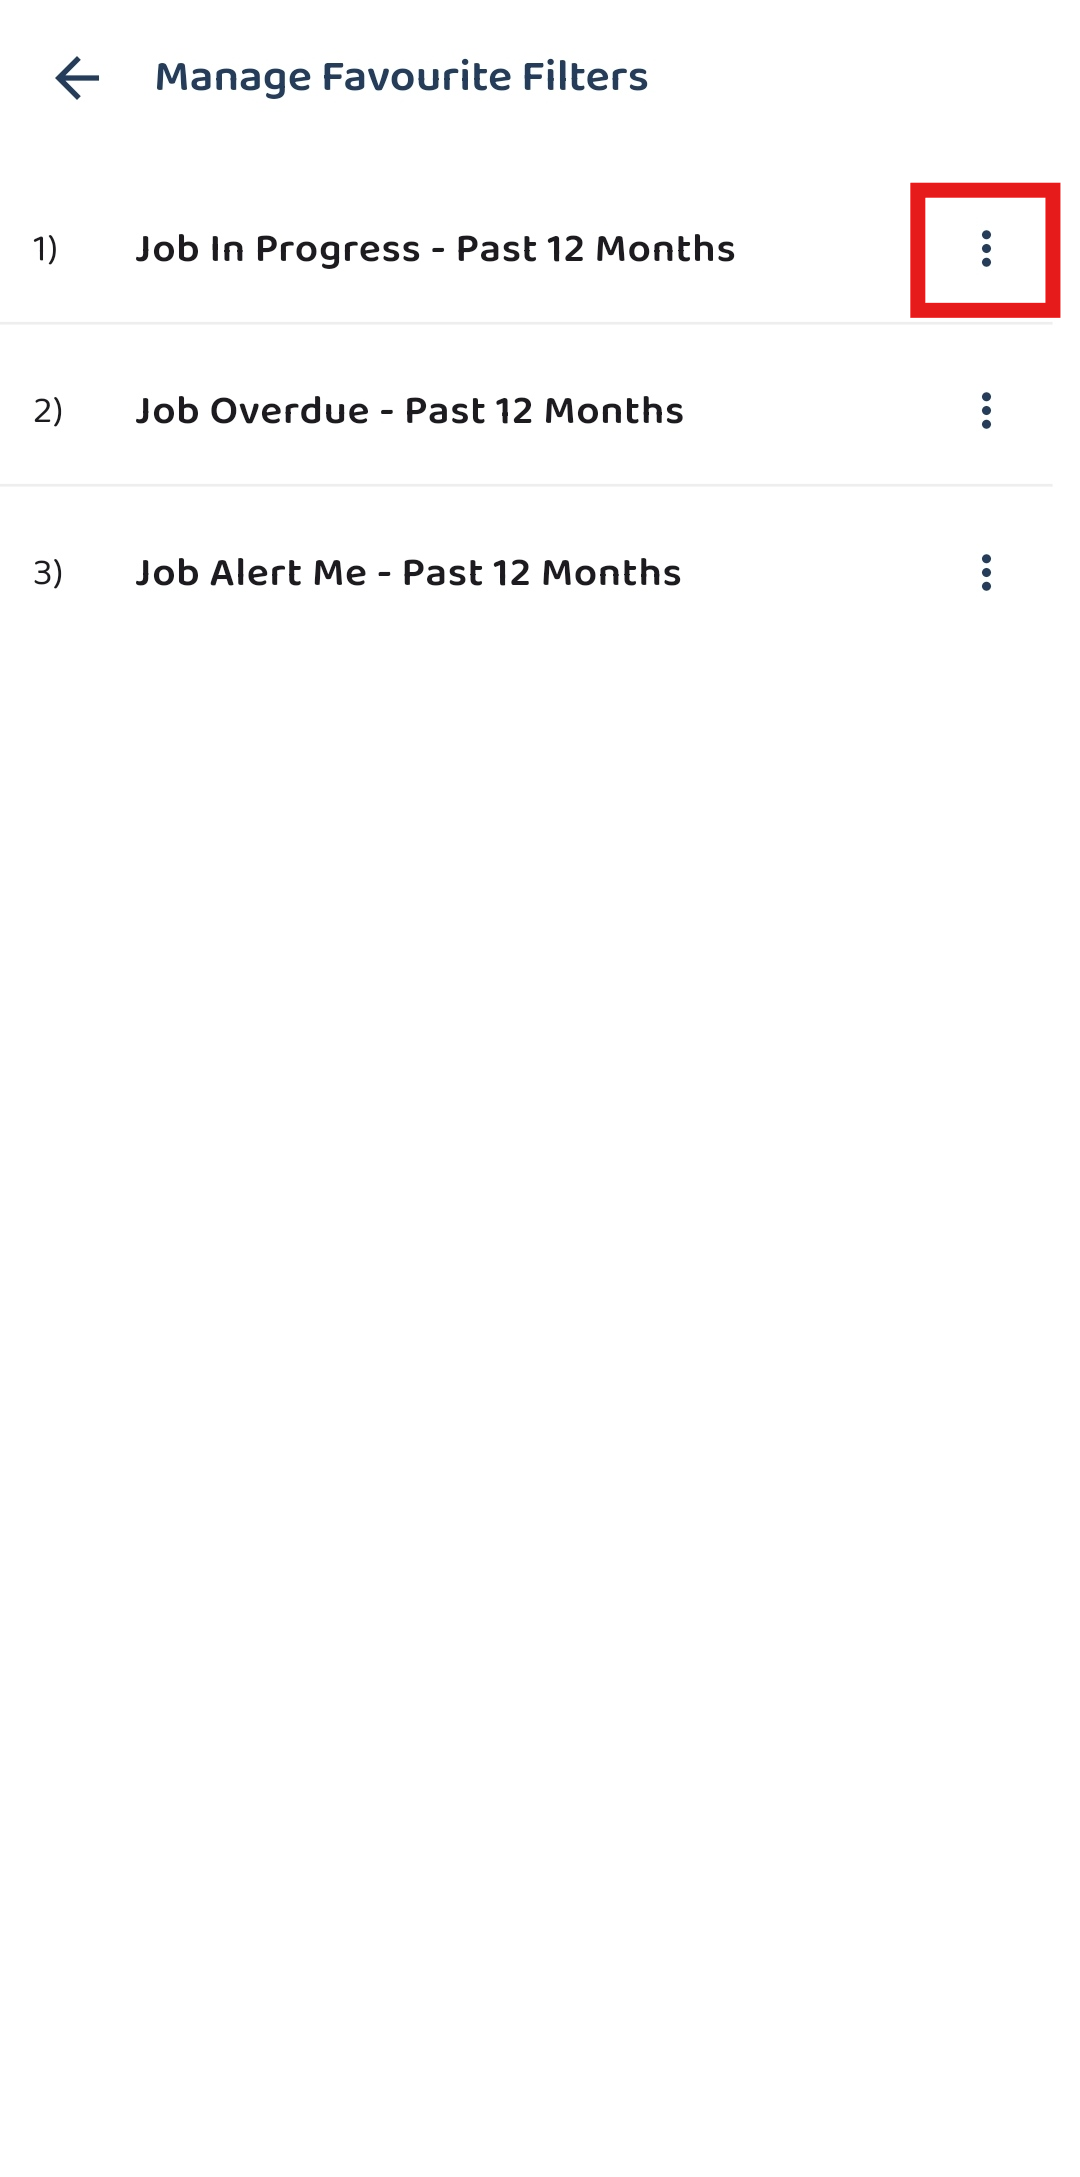 Manage Favourite Filters
1) Job In Progress - Past 12 Months
2) Job Overdue - Past 12 Months
3) Job Alert Me - Past 12 Months